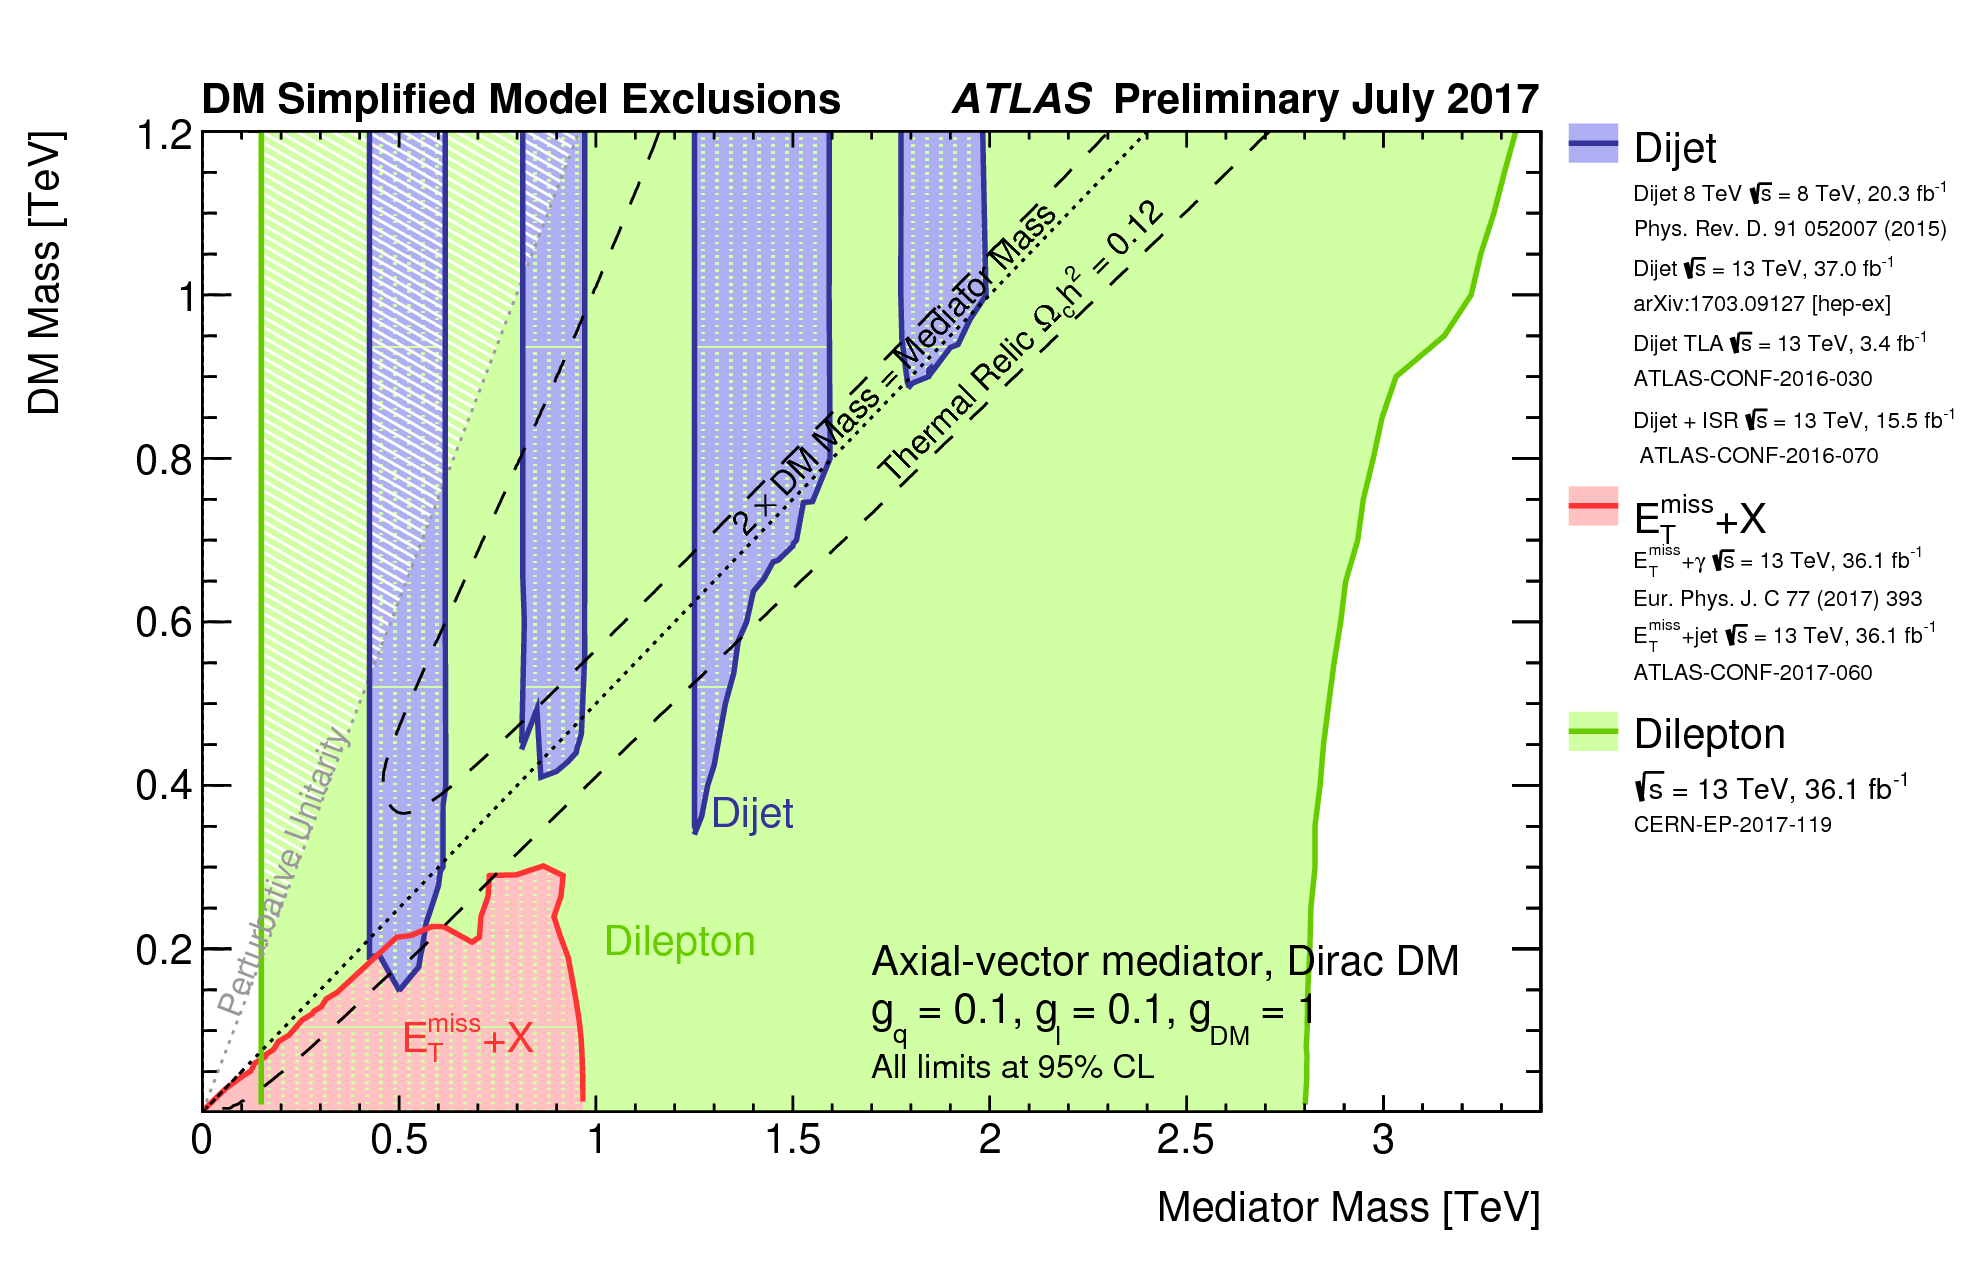 DM Simplified Model Exclusions
ATLAS Preliminary July 2017
DM Mass [TeV]
1.2
1
0.8
0.6
0.4
0.2
0
0.5
1
1.5
2
2.5
3
Mediator Mass [TeV]
Perturbative Unitarity
2 × DM Mass = Mediator Mass
Thermal Relic Ω_c h² = 0.12
Dijet
Dilepton
E_T^miss+X
Axial-vector mediator, Dirac DM
g_q = 0.1, g_l = 0.1, g_DM = 1
All limits at 95% CL
Dijet
Dijet 8 TeV √s = 8 TeV, 20.3 fb⁻¹
Phys. Rev. D. 91 052007 (2015)
Dijet √s = 13 TeV, 37.0 fb⁻¹
arXiv:1703.09127 [hep-ex]
Dijet TLA √s = 13 TeV, 3.4 fb⁻¹
ATLAS-CONF-2016-030
Dijet + ISR √s = 13 TeV, 15.5 fb⁻¹
ATLAS-CONF-2016-070
E_T^miss+X
E_T^miss+γ √s = 13 TeV, 36.1 fb⁻¹
Eur. Phys. J. C 77 (2017) 393
E_T^miss+jet √s = 13 TeV, 36.1 fb⁻¹
ATLAS-CONF-2017-060
Dilepton
√s = 13 TeV, 36.1 fb⁻¹
CERN-EP-2017-119